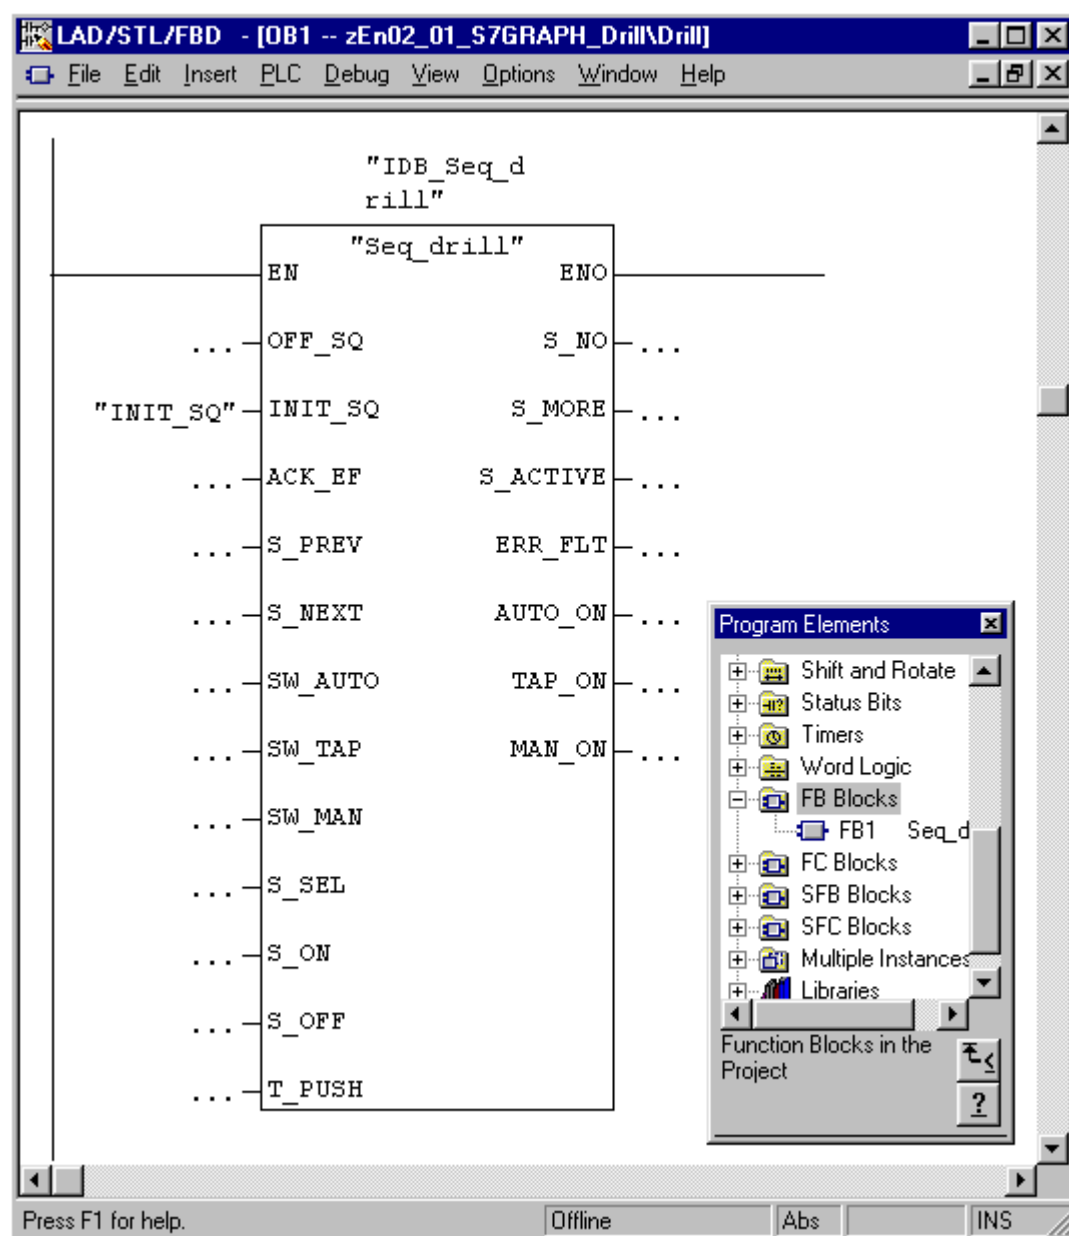 LAD/STL/FBD - [OB1 -- zEn02_01_S7GRAPH_Drill\Drill]
File Edit Insert PLC Debug View Options Window Help
"IDB_Seq_d
rill"
"Seq_drill"
EN ENO
... OFF_SQ S_NO ...
"INIT_SQ" INIT_SQ S_MORE ...
... ACK_EF S_ACTIVE ...
... S_PREV ERR_FLT ...
... S_NEXT AUTO_ON ...
... SW_AUTO TAP_ON ...
... SW_TAP MAN_ON ...
... SW_MAN
... S_SEL
... S_ON
... S_OFF
... T_PUSH
Program Elements
Shift and Rotate
Status Bits
Timers
Word Logic
FB Blocks
FB1 Seq_d
FC Blocks
SFB Blocks
SFC Blocks
Multiple Instances
Libraries
Function Blocks in the
Project
?
Press F1 for help.
Offline
Abs
INS